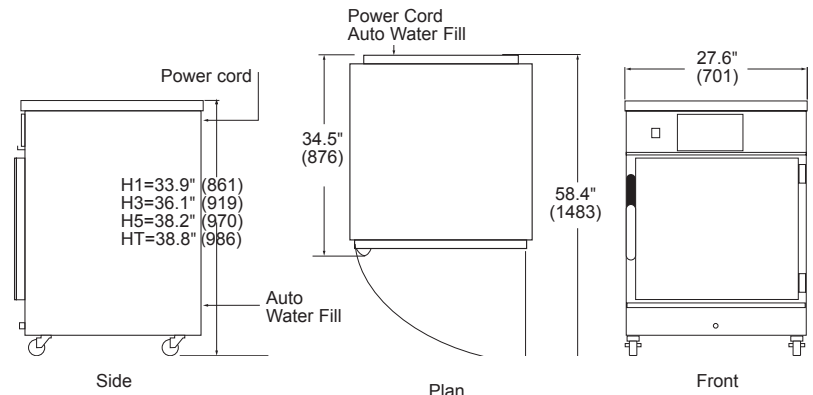 Power Cord
Auto Water Fill
Power cord
H1=33.9" (861)
H3=36.1" (919)
H5=38.2" (970)
HT=38.8" (986)
Auto
Water Fill
Side
34.5"
(876)
58.4"
(1483)
Plan
27.6"
(701)
Front